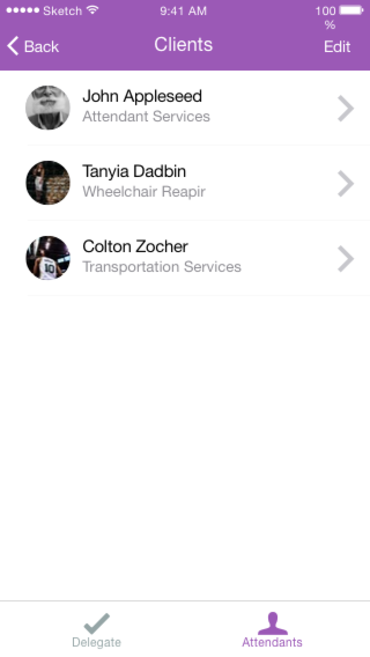 Sketch 9:41 AM 100
%
Back Clients Edit
John Appleseed
Attendant Services
Tanyia Dadbin
Wheelchair Reapir
Colton Zocher
10
Transportation Services
Delegate Attendants